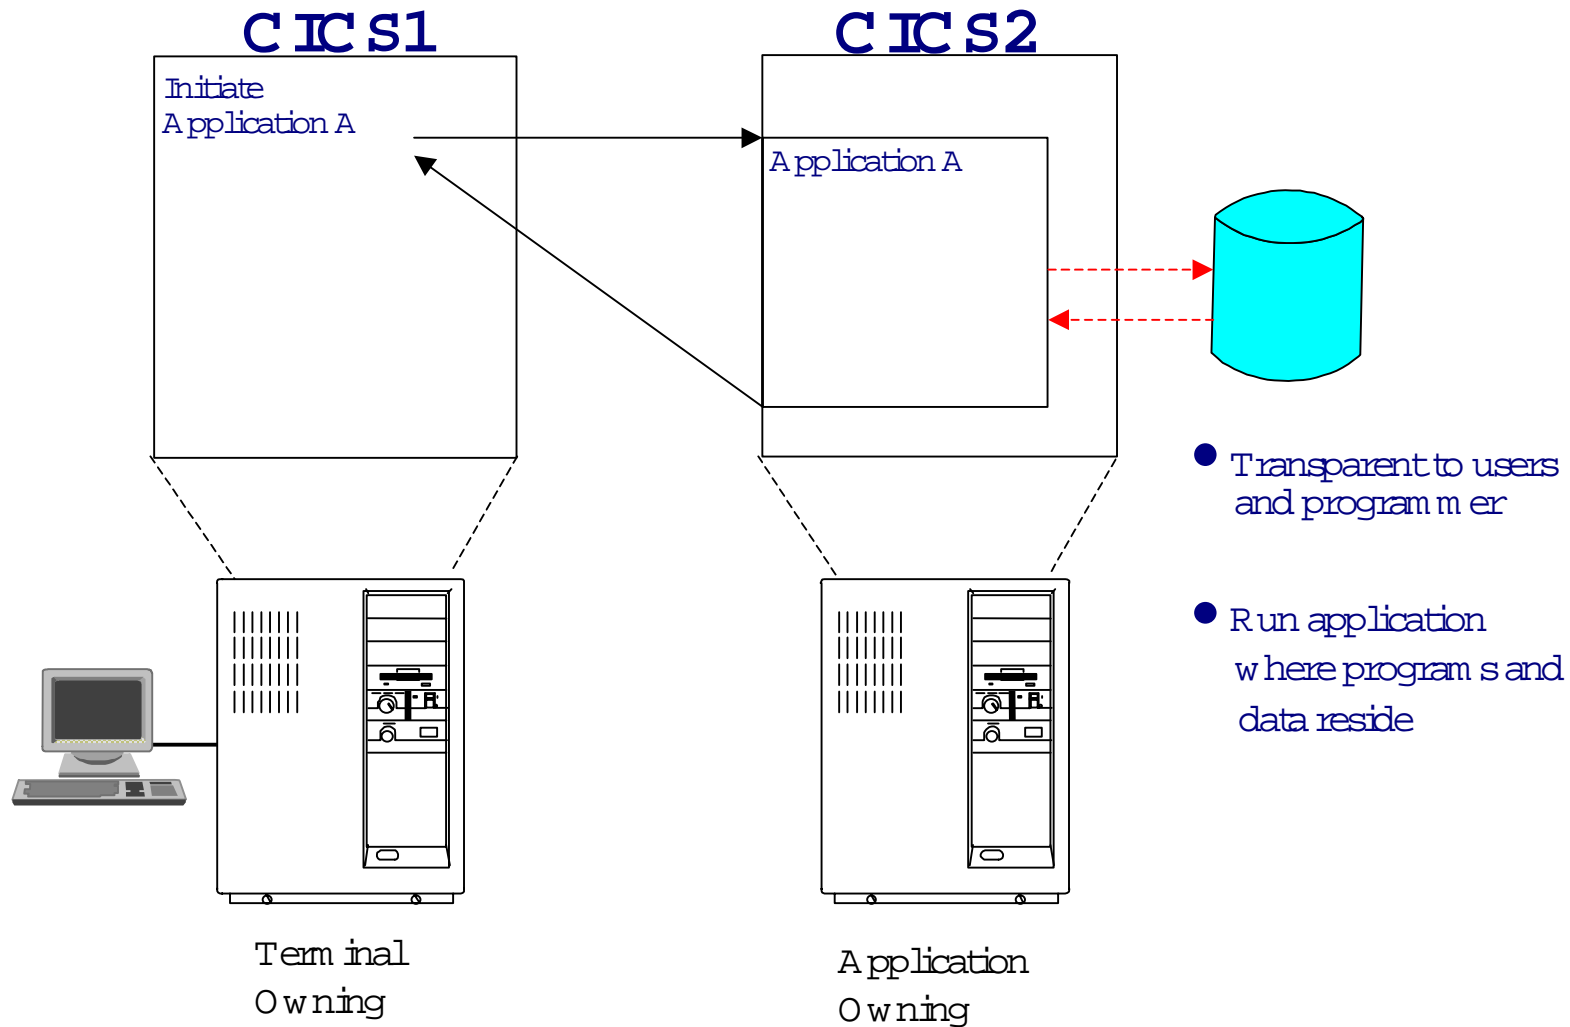 CICS1
CICS2
Initiate
Application A
Application A
● Transparent to users
and programmer
● Run application
where programs and
data reside
Terminal
Owning
Application
Owning